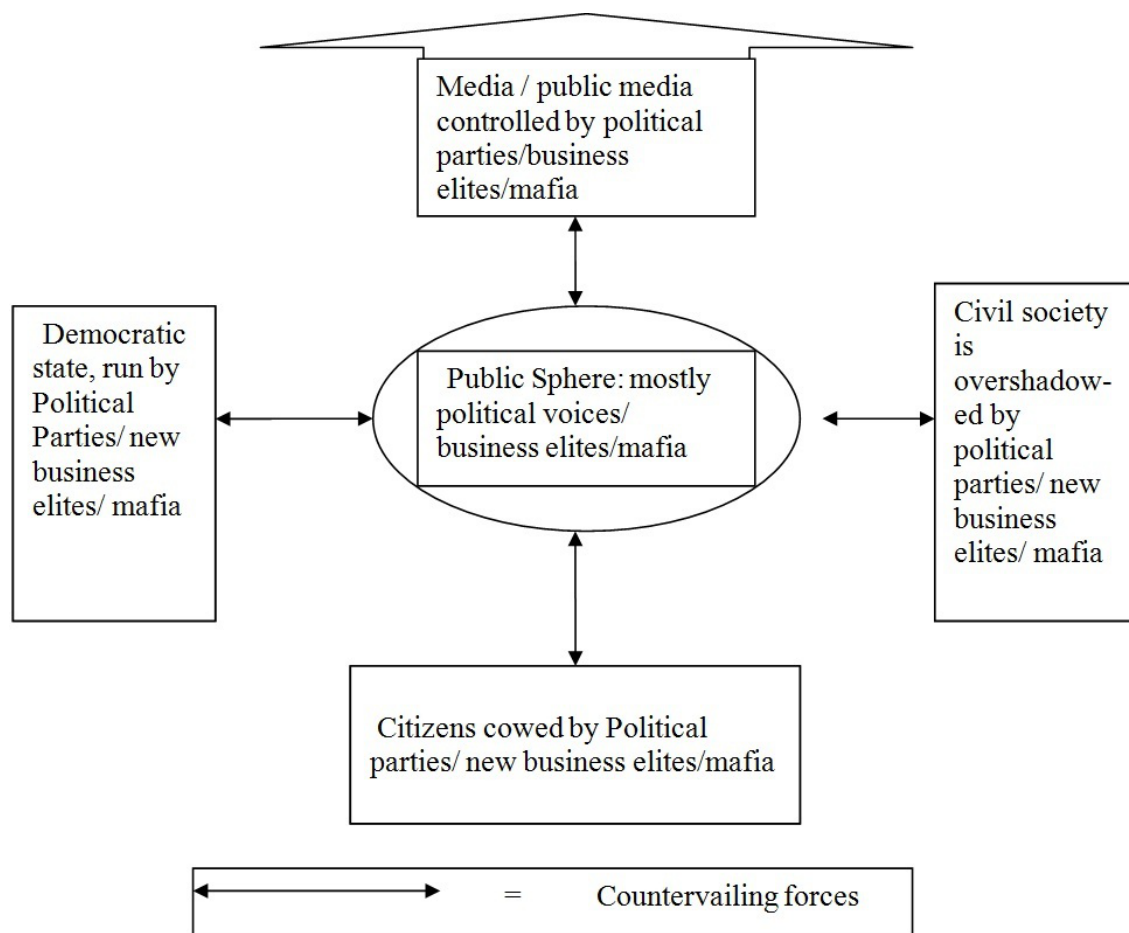 Media / public media
controlled by political
parties/business
elites/mafia
Democratic
state, run by
Political
Parties/ new
business
elites/ mafia
Public Sphere: mostly
political voices/
business elites/mafia
Civil society
is
overshadow-
ed by
political
parties/ new
business
elites/ mafia
Citizens cowed by Political
parties/ new business elites/mafia
= Countervailing forces